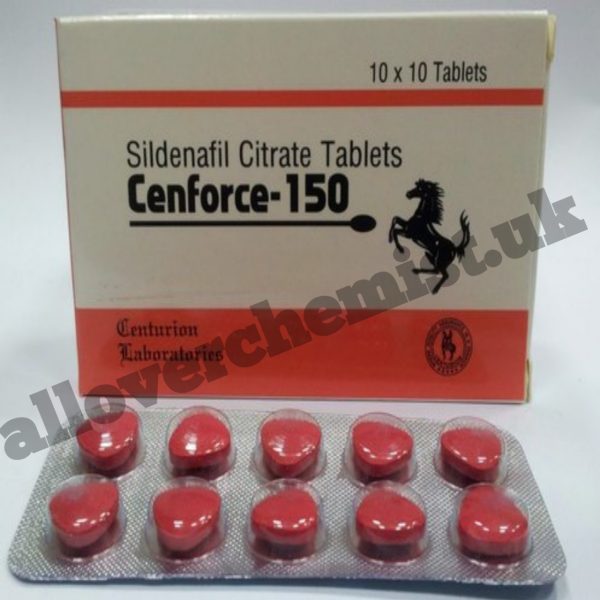 10 x 10 Tablets
Sildenafil Citrate Tablets
Cenforce-150
Centurion
Laboratories
alloverchemist.uk